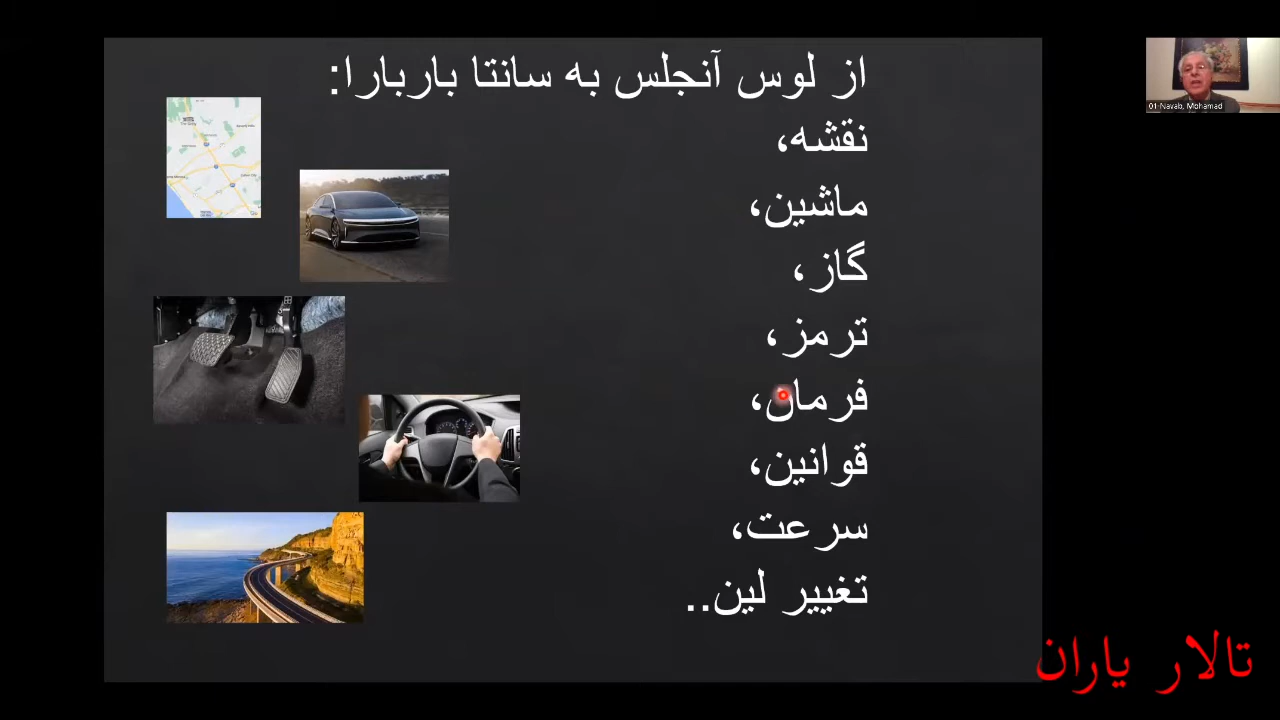 از لوس آنجلس به سانتا باربارا:
نقشه،
ماشین،
گاز،
ترمز،
فرمان،
قوانین،
سرعت،
تغییر لین..
01-Navab, Mohamad
تالار یاران